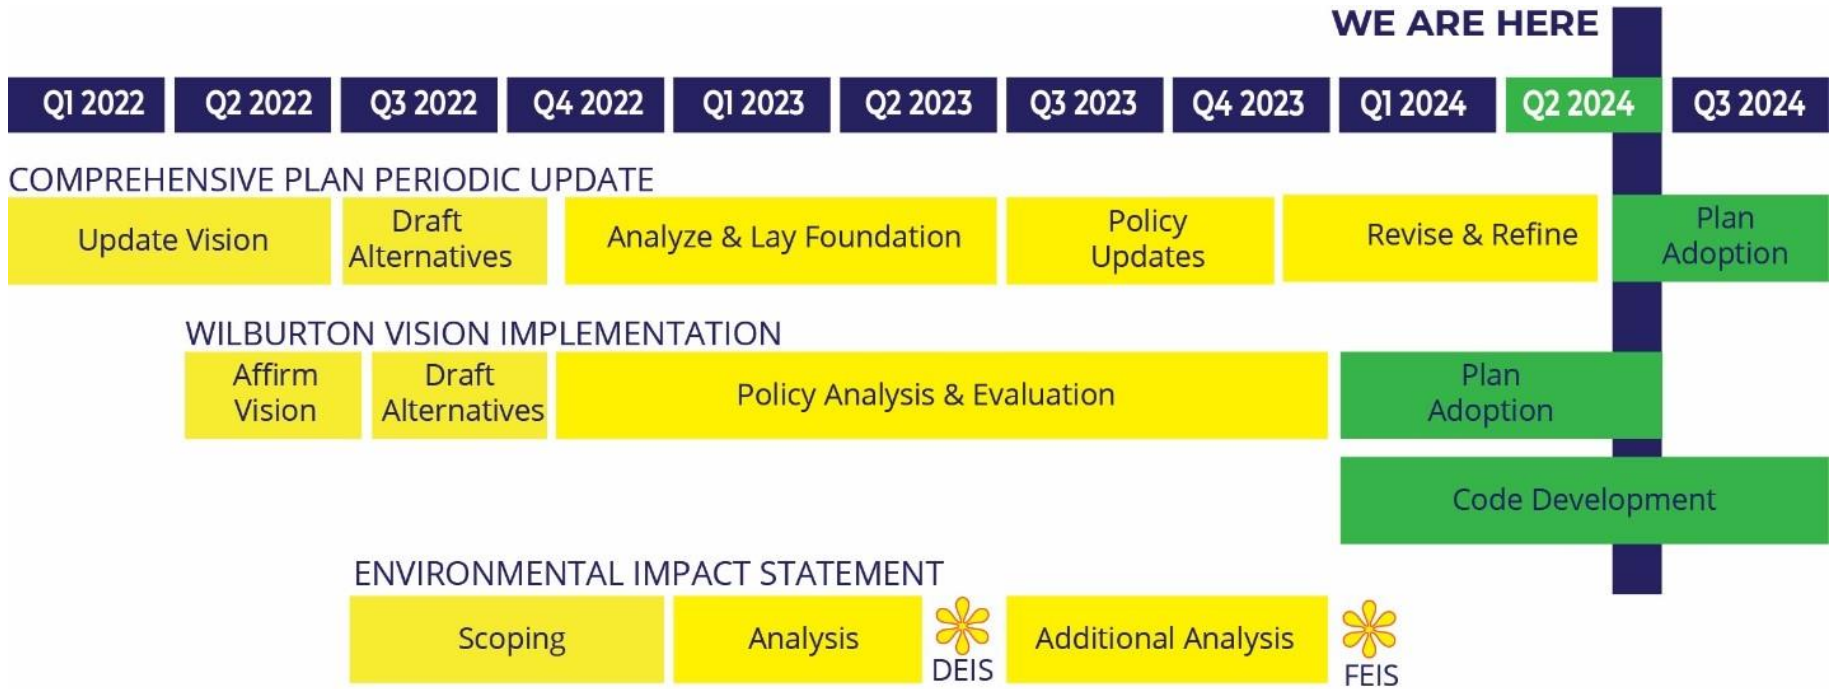 WE ARE HERE
Q1 2022 Q2 2022 Q3 2022 Q4 2022 Q1 2023 Q2 2023 Q3 2023 Q4 2023 Q1 2024 Q2 2024 Q3 2024
COMPREHENSIVE PLAN PERIODIC UPDATE
Update Vision
Draft
Alternatives
Analyze & Lay Foundation
Policy
Updates
Revise & Refine
Plan
Adoption
WILBURTON VISION IMPLEMENTATION
Affirm
Vision
Draft
Alternatives
Policy Analysis & Evaluation
Plan
Adoption
Code Development
ENVIRONMENTAL IMPACT STATEMENT
Scoping
Analysis
DEIS
Additional Analysis
FEIS